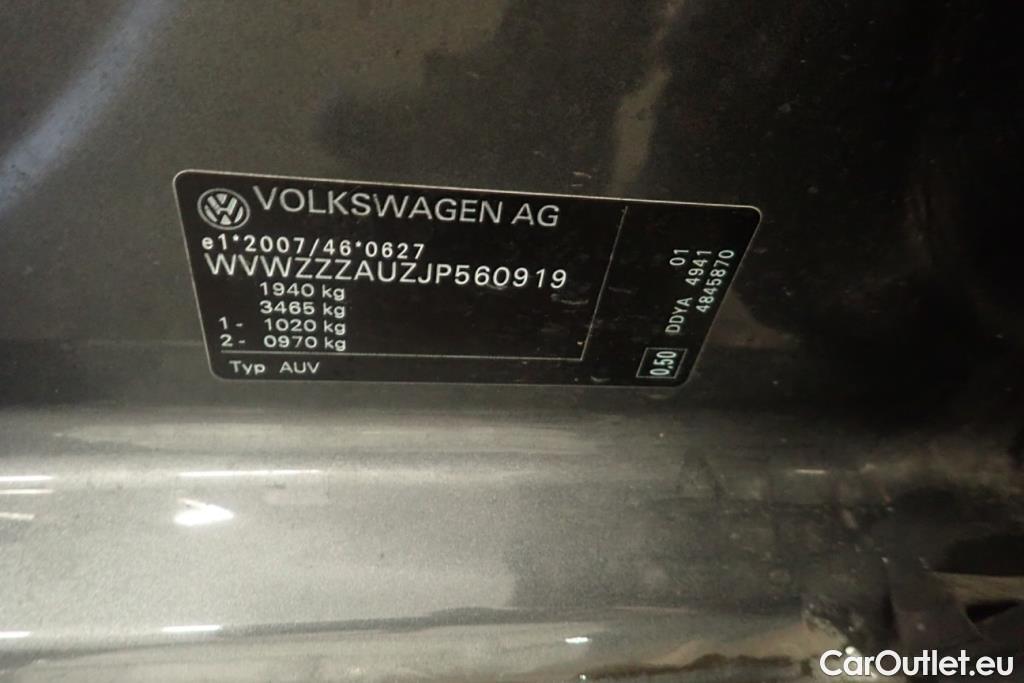 VOLKSWAGEN AG
e1*2007/46*0627
WVWZZZAUZJP560919
1940 kg
3465 kg
1- 1020 kg
2- 0970 kg
Typ AUV
01
DDYA 4941
4845870
0,50
CarOutlet.eu